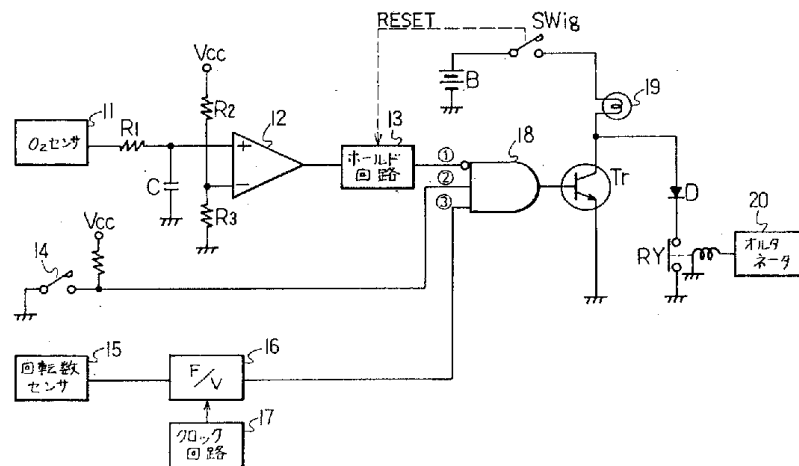 RESET
SWig
Vcc
B
11
O₂センサ
R1
R2
12
13
ホールド
回路
①
②
③
18
19
C
R3
Tr
D
20
オルタ
ネータ
RY
Vcc
14
15
回転数
センサ
16
F/V
17
クロック
回路